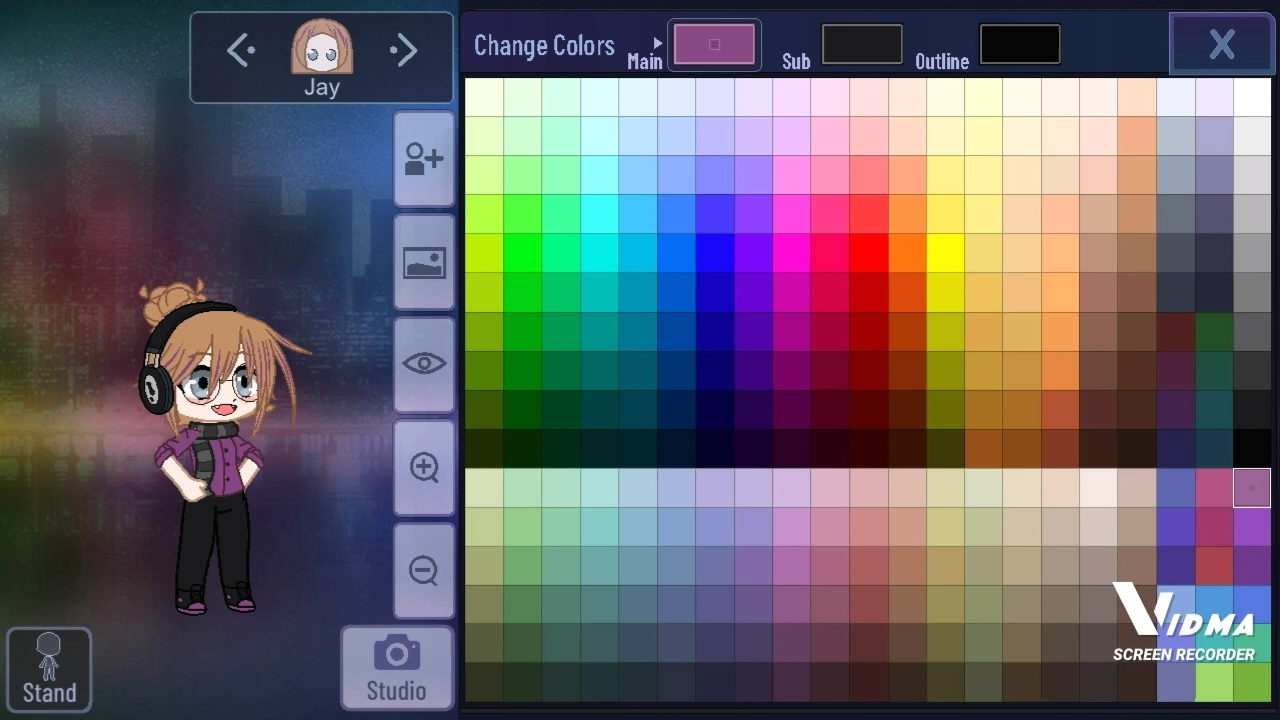 Jay
Change Colors
Main
Sub
Outline
X
Stand
Studio
VIDMA
SCREEN RECORDER